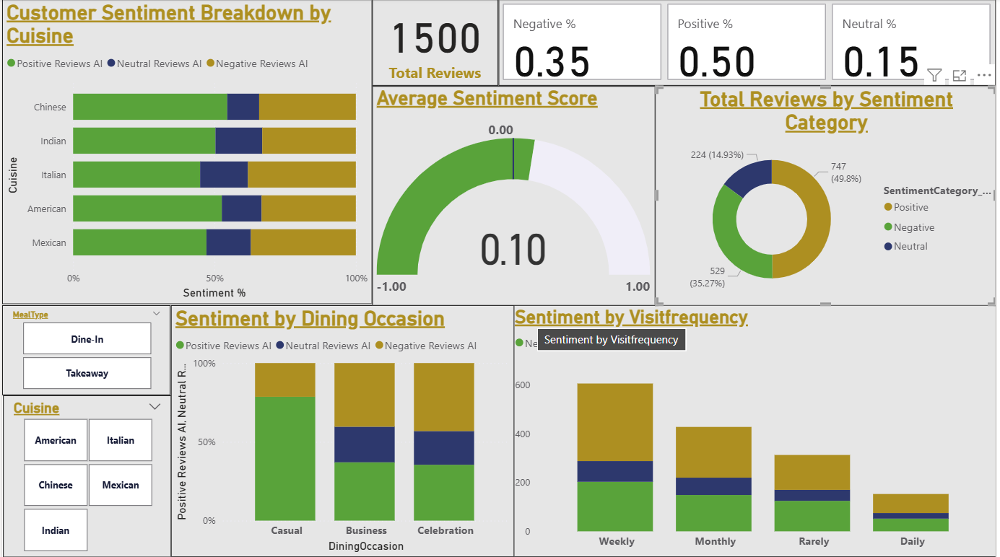 Customer Sentiment Breakdown by
Cuisine
Positive Reviews AI Neutral Reviews AI Negative Reviews AI
Cuisine
Chinese
Indian
Italian
American
Mexican
0% 50% 100%
Sentiment %
1500
Total Reviews
Negative %
0.35
Positive %
0.50
Neutral %
0.15
Average Sentiment Score
0.00
0.10
-1.00 1.00
Total Reviews by Sentiment
Category
224 (14.93%)
747
(49.8%)
529
(35.27%)
SentimentCategory_...
Positive
Negative
Neutral
MealType
Dine-In
Takeaway
Cuisine
American Italian
Chinese Mexican
Indian
Sentiment by Dining Occasion
Positive Reviews AI Neutral Reviews AI Negative Reviews AI
Positive Reviews AI, Neutral R...
100%
50%
0%
Casual Business Celebration
DiningOccasion
Sentiment by Visitfrequency
Sentiment by Visitfrequency
600
400
200
0
Weekly Monthly Rarely Daily